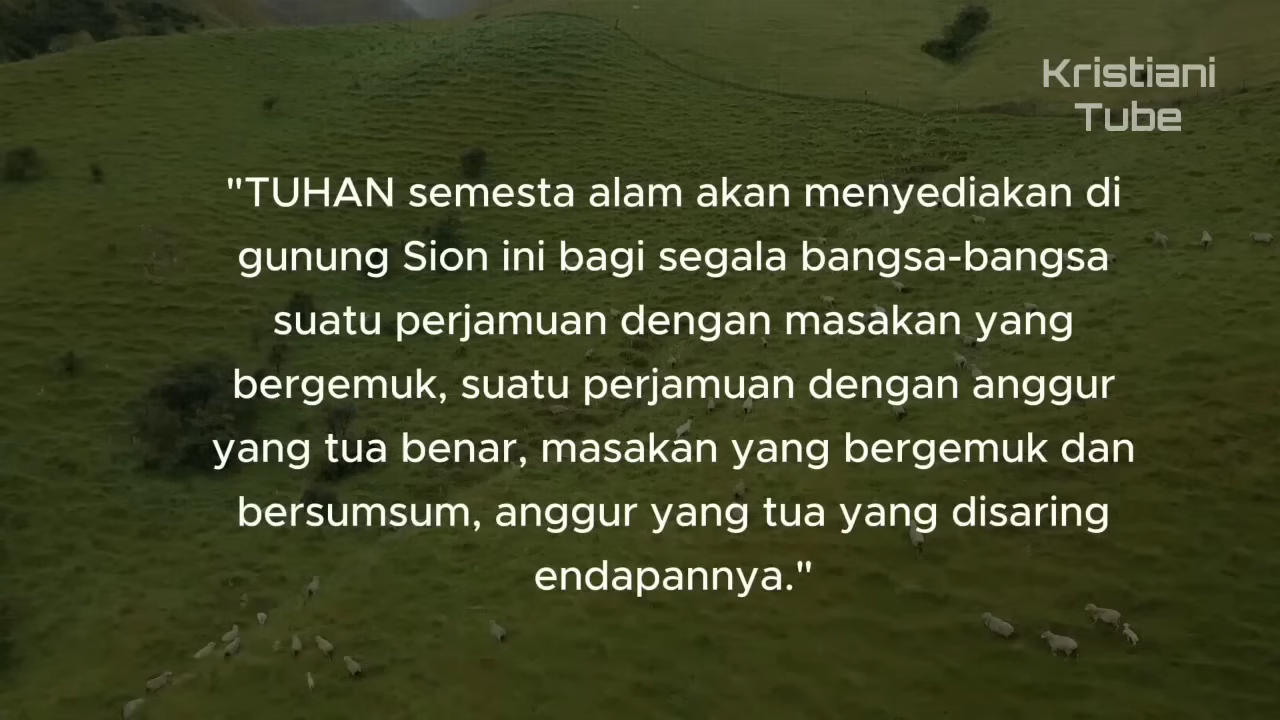 Kristiani
Tube
"TUHAN semesta alam akan menyediakan di
gunung Sion ini bagi segala bangsa-bangsa
suatu perjamuan dengan masakan yang
bergemuk, suatu perjamuan dengan anggur
yang tua benar, masakan yang bergemuk dan
bersumsum, anggur yang tua yang disaring
endapannya."